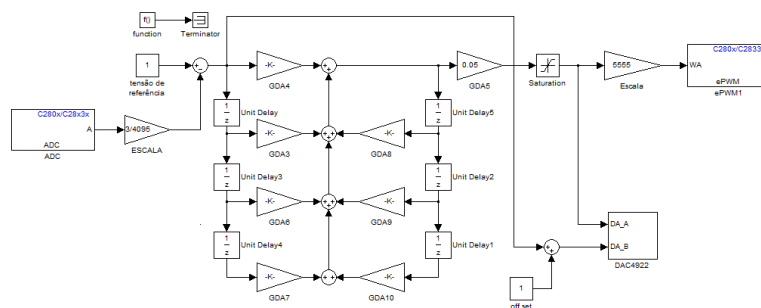 f()
function
Terminator
1
tensão de
referência
-K-
GDA4
0.05
GDA5
Saturation
5555
Escala
C280x/C2833
WA
ePWM
ePWM1
C280x/C28x3x
A
ADC
ADC
3/4095
ESCALA
1
z
Unit Delay
1
z
Unit Delay5
-K-
GDA3
-K-
GDA8
1
z
Unit Delay3
1
z
Unit Delay2
-K-
GDA6
-K-
GDA9
1
z
Unit Delay4
1
z
Unit Delay1
-K-
GDA7
-K-
GDA10
DA_A
DA_B
DAC4922
1
off set